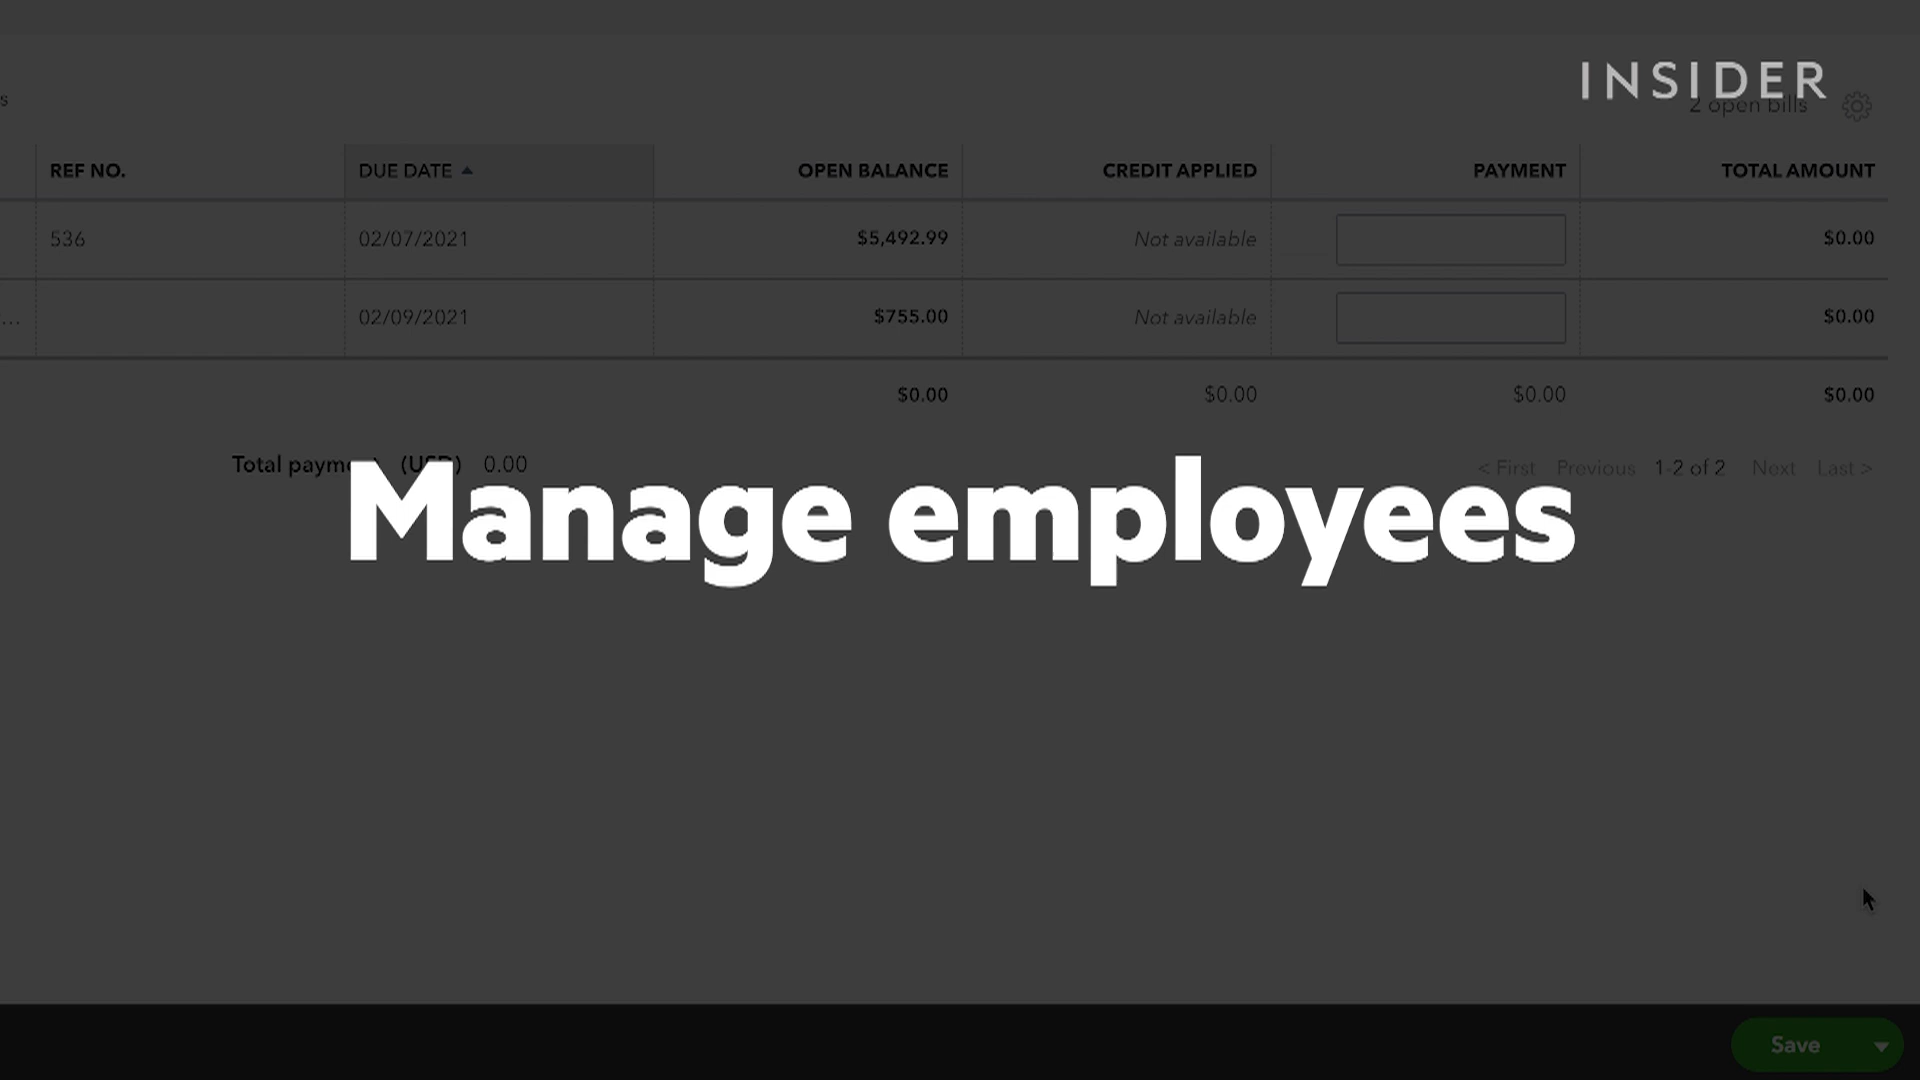 INSIDER
s
2 open bills
REF NO. DUE DATE OPEN BALANCE CREDIT APPLIED PAYMENT TOTAL AMOUNT
536 02/07/2021 $5,492.99 Not available $0.00
... 02/09/2021 $755.00 Not available $0.00
$0.00 $0.00 $0.00 $0.00
Total payment (USD) 0.00
< First Previous 1-2 of 2 Next Last >
Manage employees
Save